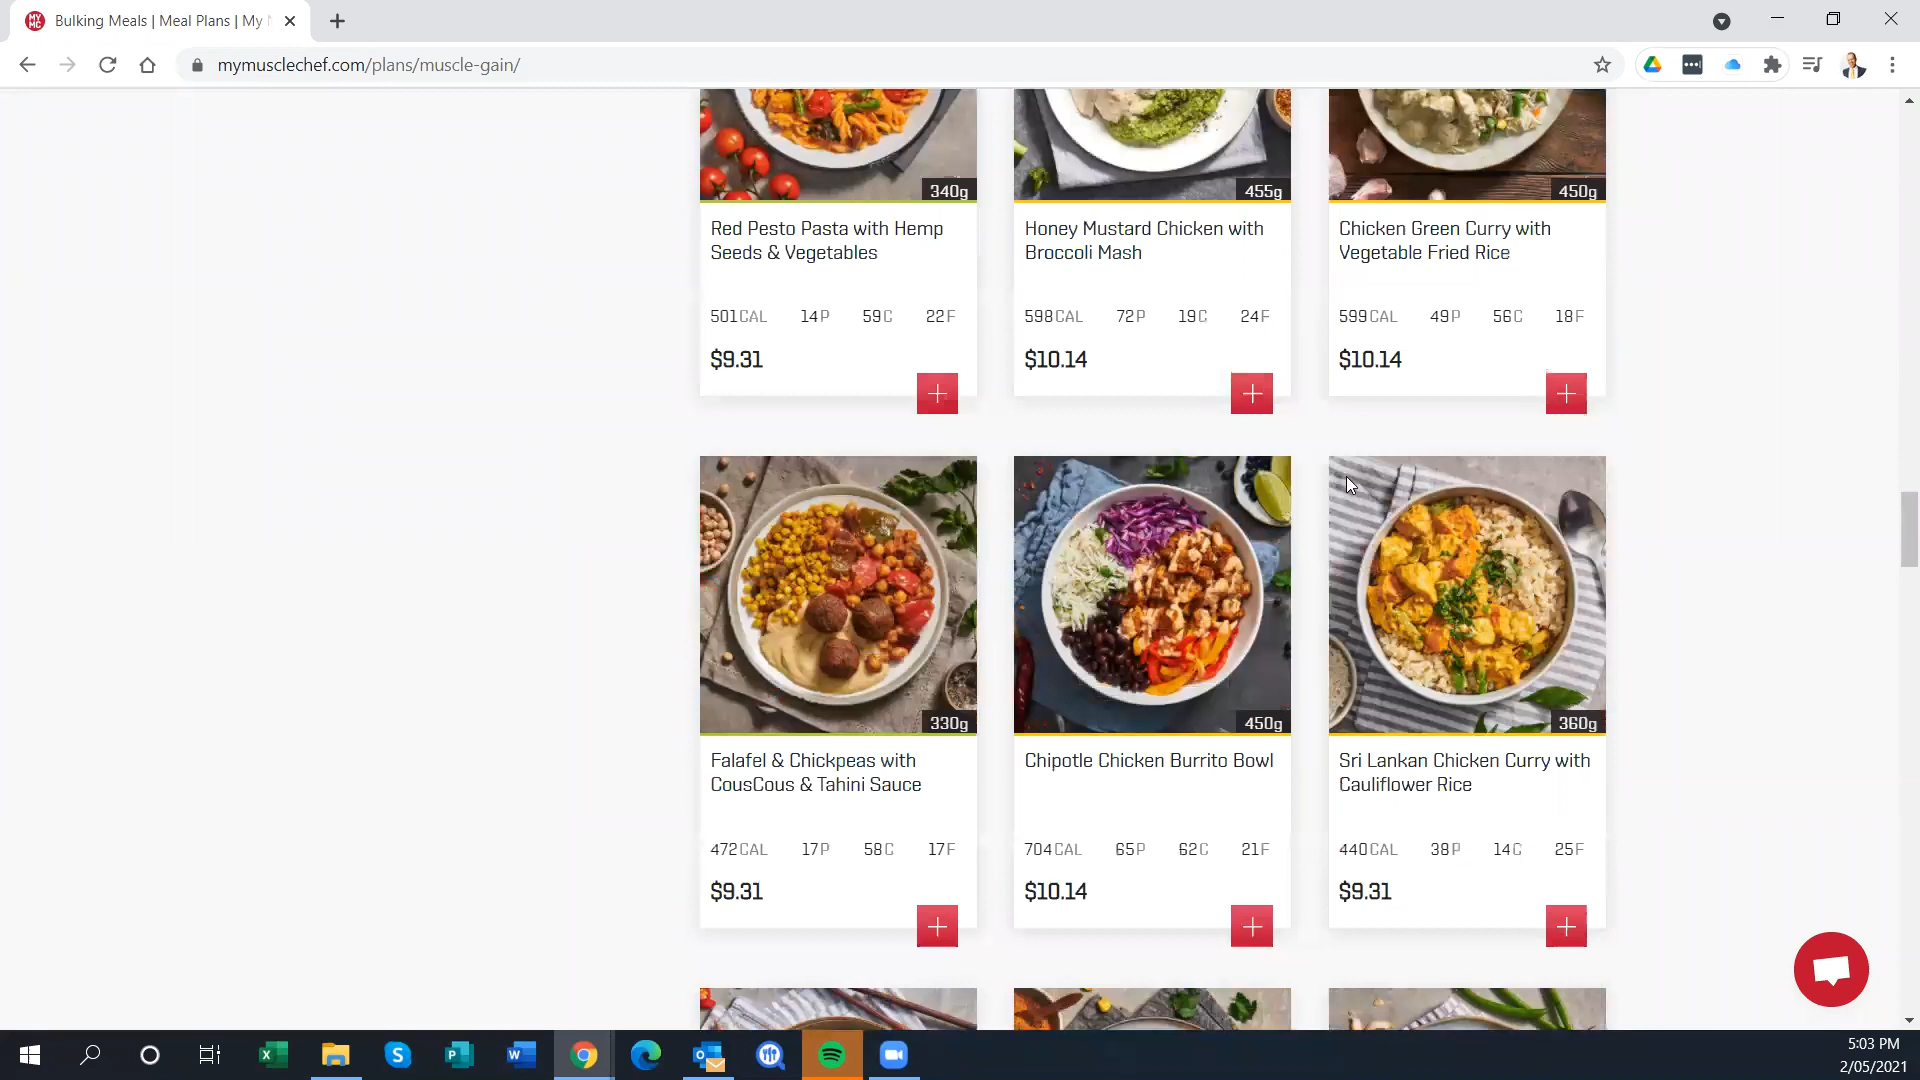 Bulking Meals | Meal Plans | My
mymusclechef.com/plans/muscle-gain/
340g
455g
450g
Red Pesto Pasta with Hemp
Seeds & Vegetables
Honey Mustard Chicken with
Broccoli Mash
Chicken Green Curry with
Vegetable Fried Rice
501CAL 14P 59C 22F
598CAL 72P 19C 24F
599CAL 49P 56C 18F
$9.31
$10.14
$10.14
330g
450g
360g
Falafel & Chickpeas with
CousCous & Tahini Sauce
Chipotle Chicken Burrito Bowl
Sri Lankan Chicken Curry with
Cauliflower Rice
472CAL 17P 58C 17F
704CAL 65P 62C 21F
440CAL 38P 14C 25F
$9.31
$10.14
$9.31
5:03 PM
2/05/2021